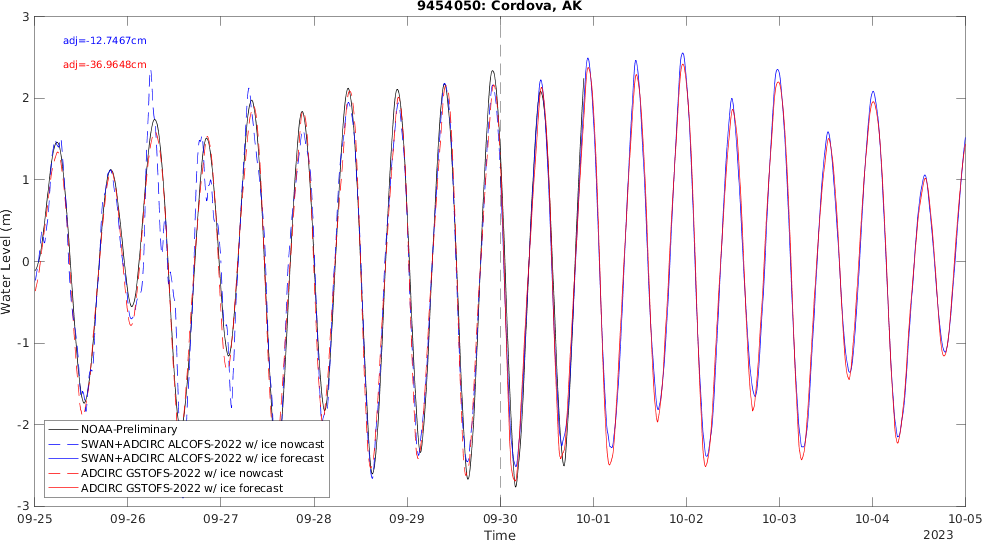 9454050: Cordova, AK
adj=-12.7467cm
adj=-36.9648cm
3
2
1
0
-1
-2
-3
Water Level (m)
NOAA-Preliminary
SWAN+ADCIRC ALCOFS-2022 w/ ice nowcast
SWAN+ADCIRC ALCOFS-2022 w/ ice forecast
ADCIRC GSTOFS-2022 w/ ice nowcast
ADCIRC GSTOFS-2022 w/ ice forecast
09-25 09-26 09-27 09-28 09-29 09-30 10-01 10-02 10-03 10-04 10-05
Time
2023